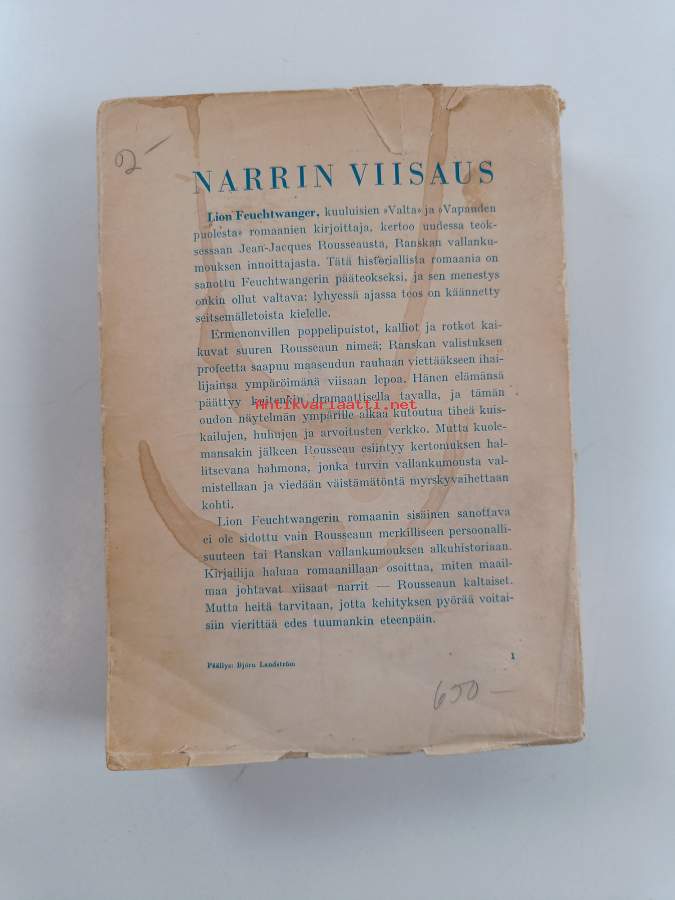 2-
NARRIN VIISAUS
Lion Feuchtwanger, kuuluisien »Valta» ja »Vapauden
puolesta» romaanien kirjoittaja, kertoo uudessa teok-
sessaan Jean-Jacques Rousseausta, Ranskan vallanku-
mouksen innoittajasta. Tätä historiallista romaania on
sanottu Feuchtwangerin pääteokseksi, ja sen menestys
onkin ollut valtava: lyhyessä ajassa teos on käännetty
seitsemälletoista kielelle.
Ermenonvillen poppelipuistot, kalliot ja rotkot kai-
kuvat suuren Rousseaun nimeä; Ranskan valistuksen
profeetta saapuu maaseudun rauhaan viettääkseen ihai-
lijainsa ympäröimänä viisaan lepoa. Hänen elämänsä
päättyy kuitenkin dramaattisella tavalla, ja tämän
Antikvariaatti.net
oudon näytelmän ympärille alkaa kutoutua tiheä kuis-
kailujen, huhujen ja arvoitusten verkko. Mutta kuole-
mansakin jälkeen Rousseau esiintyy kertomuksen hal-
litsevana hahmona, jonka turvin vallankumousta val-
mistellaan ja viedään väistämätöntä myrskyvaihettaan
kohti.
Lion Feuchtwangerin romaanin sisäinen sanottava
ei ole sidottu vain Rousseaun merkilliseen persoonalli-
suuteen tai Ranskan vallankumouksen alkuhistoriaan.
Kirjailija haluaa romaanillaan osoittaa, miten maail-
maa johtavat viisaat narrit — Rousseaun kaltaiset.
Mutta heitä tarvitaan, jotta kehityksen pyörää voitai-
siin vierittää edes tuumankin eteenpäin.
Päällys: Björn Landström
1
650-